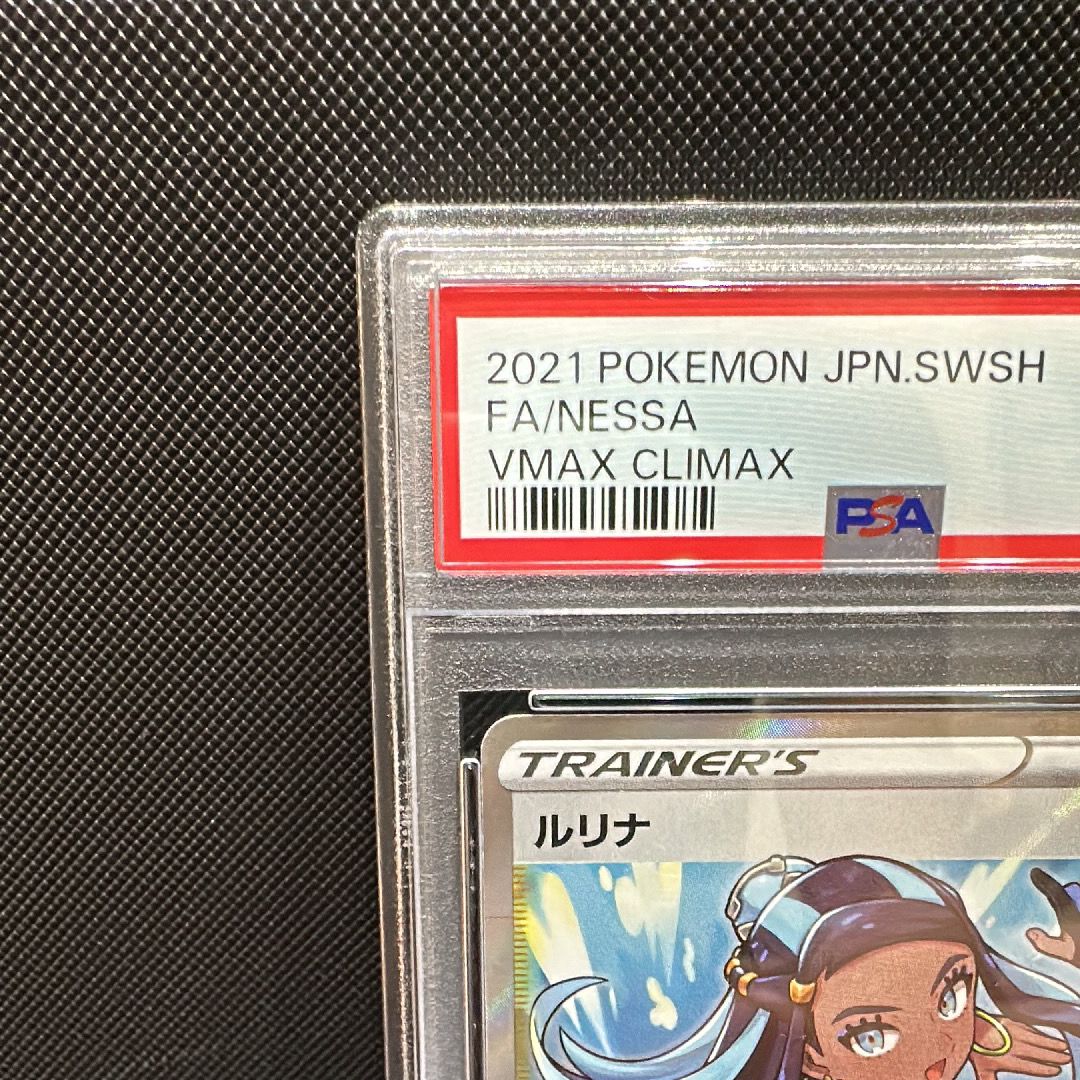 2021 POKEMON JPN.SWSH
FA/NESSA
VMAX CLIMAX
PSA
TRAINER'S
ルリナ